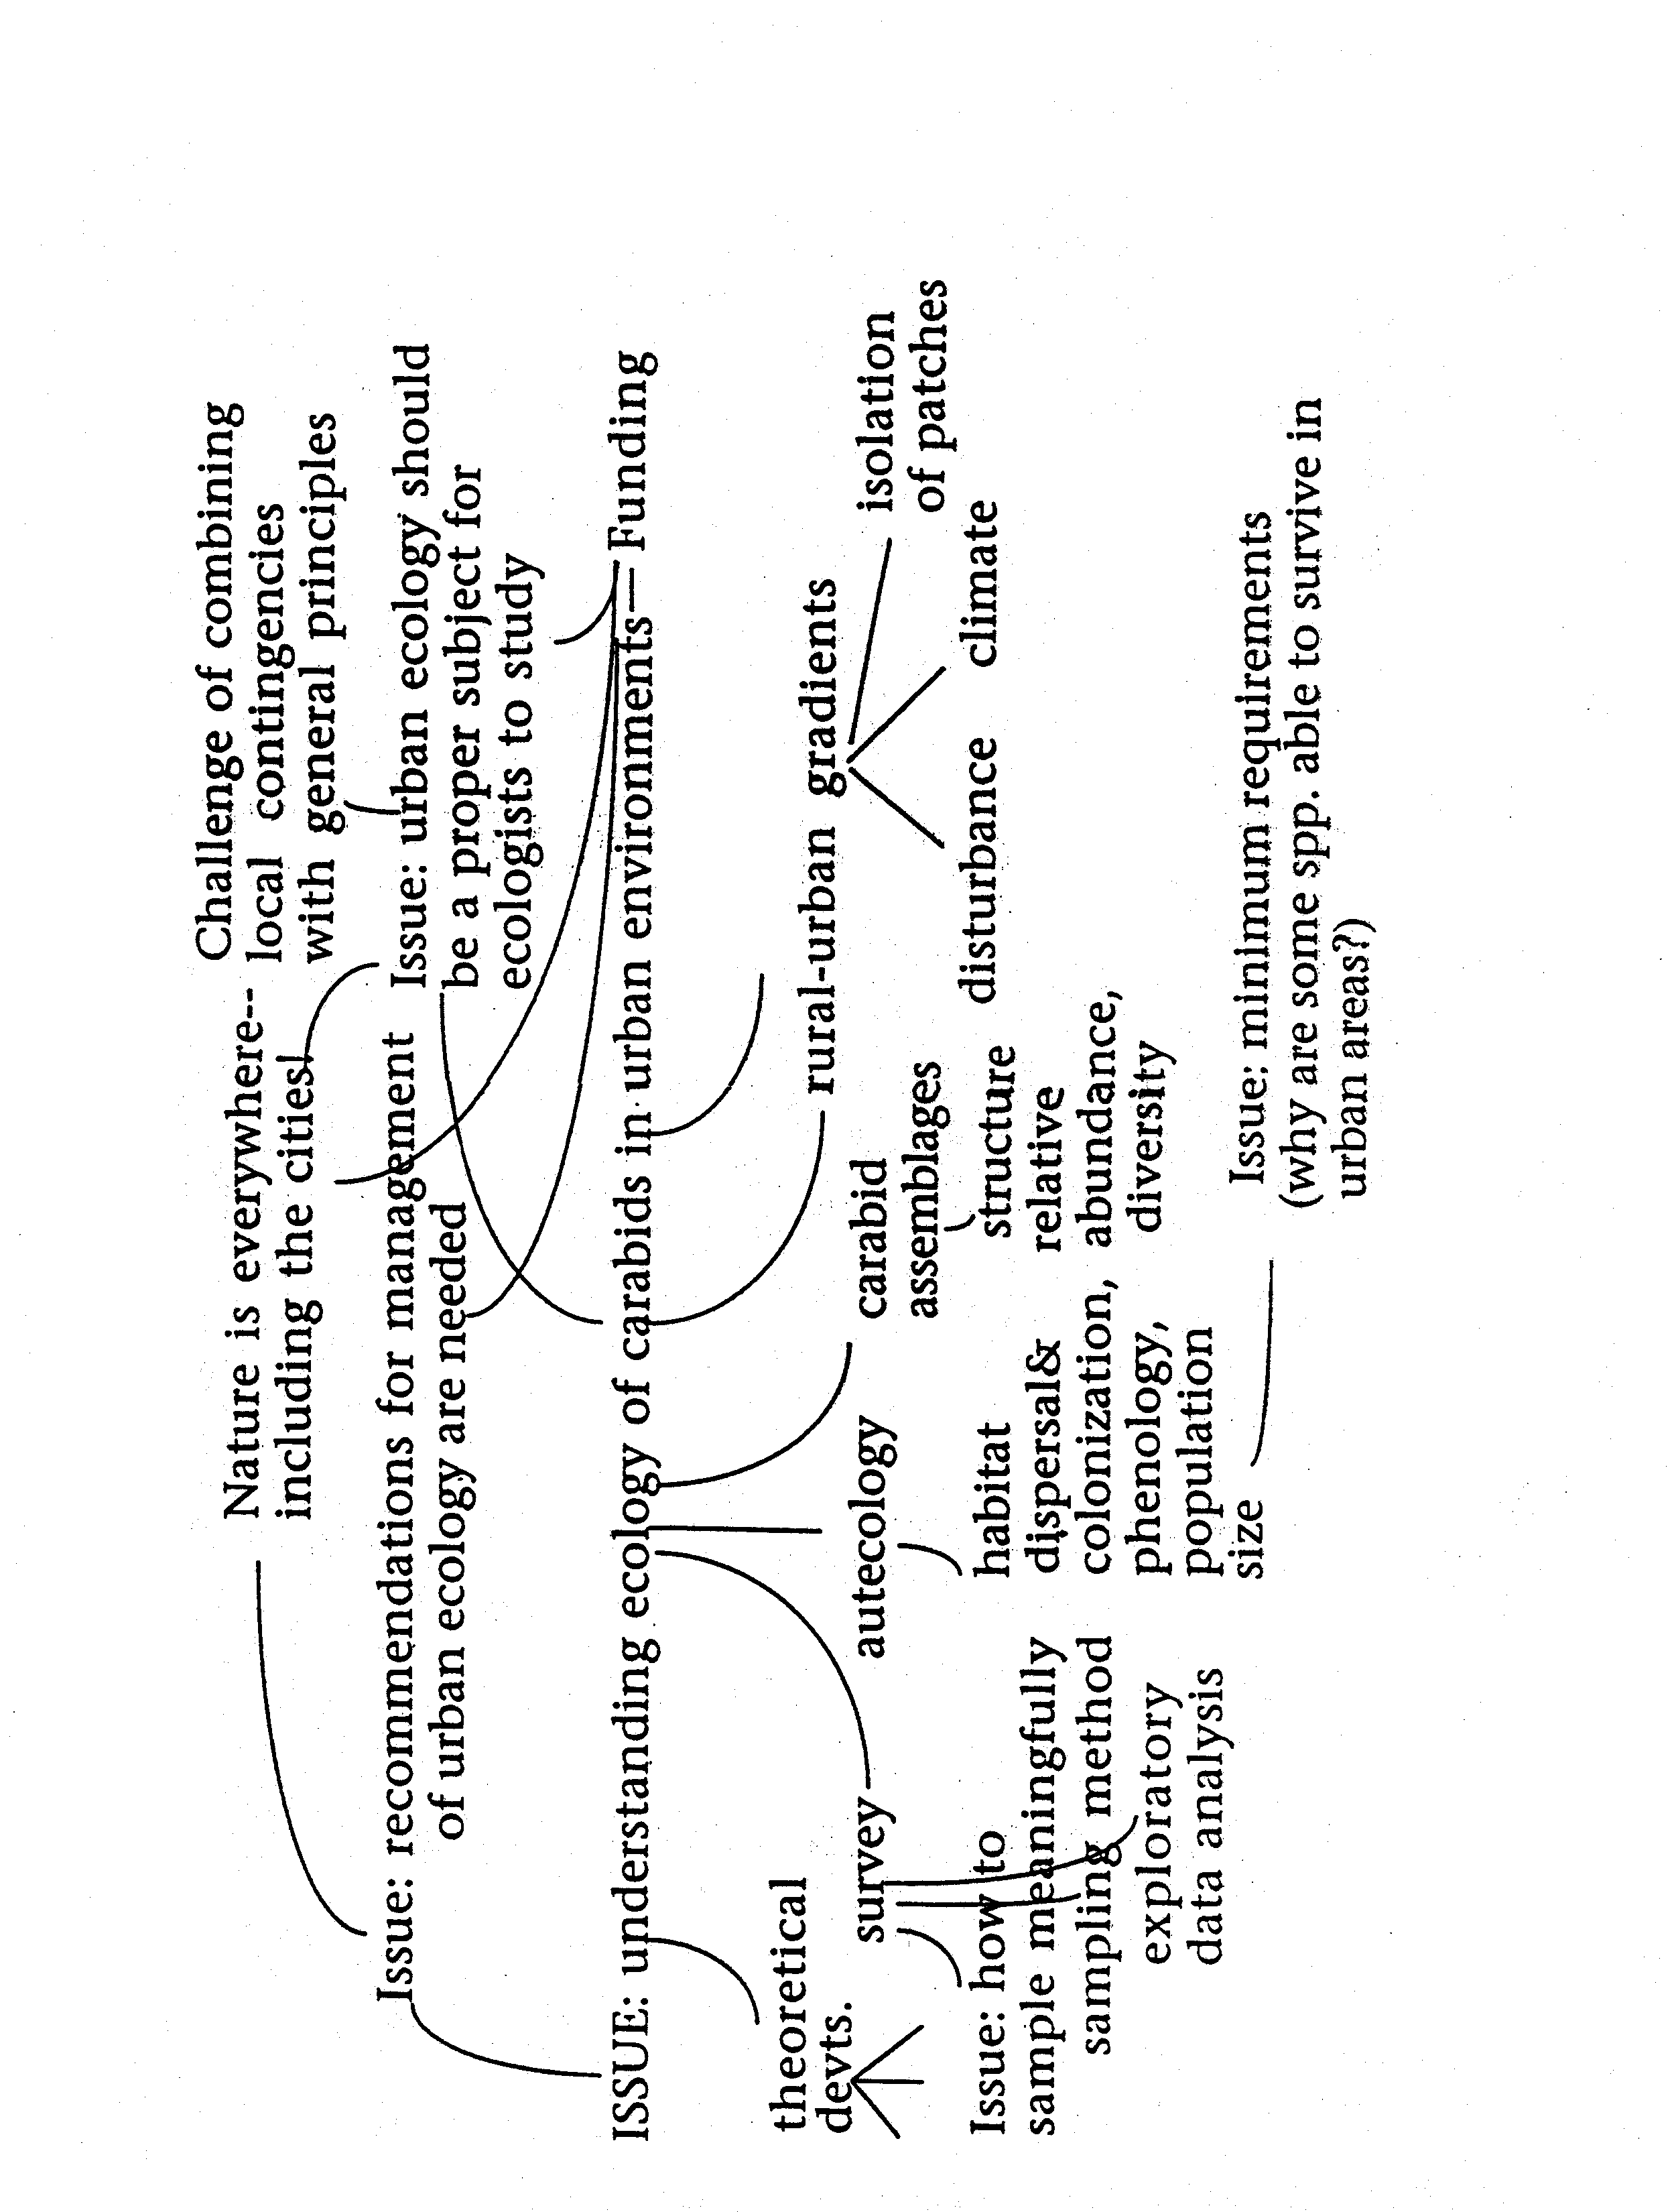 Challenge of combining
local contingencies
with general principles
Nature is everywhere--
including the cities!
Issue: urban ecology should
be a proper subject for
ecologists to study
Issue: recommendations for management
of urban ecology are needed
ISSUE: understanding ecology of carabids in urban environments— Funding
theoretical
devts.
rural-urban gradients
isolation
of patches
climate
disturbance
survey
autecology
carabid
assemblages
structure
relative
abundance,
diversity
habitat
dispersal&
colonization,
phenology,
population
size
Issue: how to
sample meaningfully
sampling method
exploratory
data analysis
Issue: minimum requirements
(why are some spp. able to survive in
urban areas?)